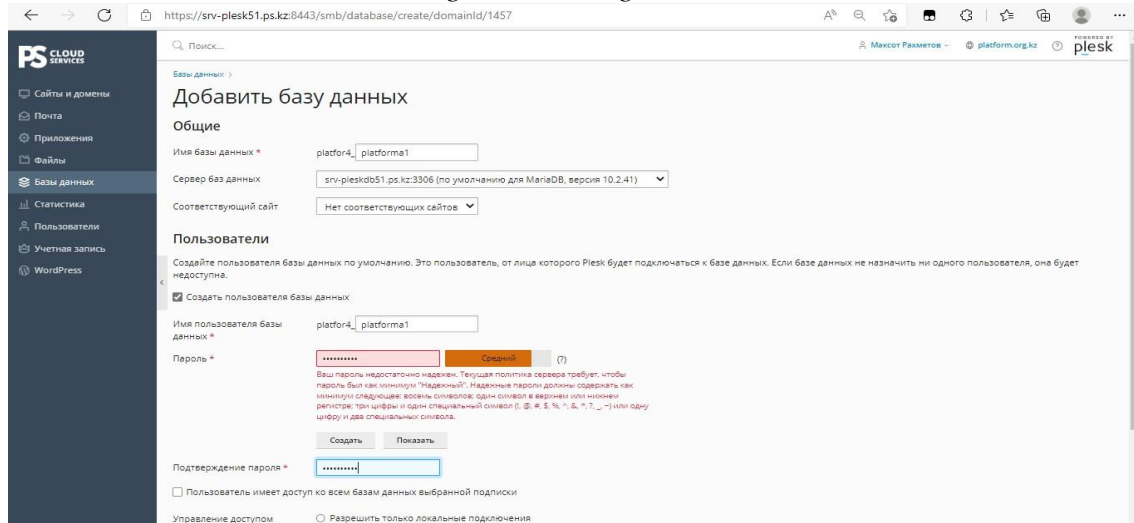 https://srv-plesk51.ps.kz:8443/smb/database/create/domainId/1457
PS CLOUD SERVICES
Поиск...
Максот Рахметов
platform.org.kz
POWERED BY
plesk
Сайты и домены
Почта
Приложения
Файлы
Базы данных
Статистика
Пользователи
Учетная запись
WordPress
Базы данных >
Добавить базу данных
Общие
Имя базы данных *
platfor4_ platforma1
Сервер баз данных
srv-pleskdb51.ps.kz:3306 (по умолчанию для MariaDB, версия 10.2.41)
Соответствующий сайт
Нет соответствующих сайтов
Пользователи
Создайте пользователя базы данных по умолчанию. Это пользователь, от лица которого Plesk будет подключаться к базе данных. Если базе данных не назначить ни одного пользователя, она будет
недоступна.
Создать пользователя базы данных
Имя пользователя базы
данных *
platfor4_ platforma1
Пароль *
••••••••••
Средний
(?)
Ваш пароль недостаточно надежен. Текущая политика сервера требует, чтобы
пароль был как минимум "Надежный". Надежные пароли должны содержать как
минимум следующее: восемь символов; один символ в верхнем или нижнем
регистре; три цифры и один специальный символ (!, @, #, $, %, ^, &, *, ?, _, ~) или одну
цифру и два специальных символа.
Создать
Показать
Подтверждение пароля *
••••••••••
Пользователь имеет доступ ко всем базам данных выбранной подписки
Управление доступом
Разрешить только локальные подключения